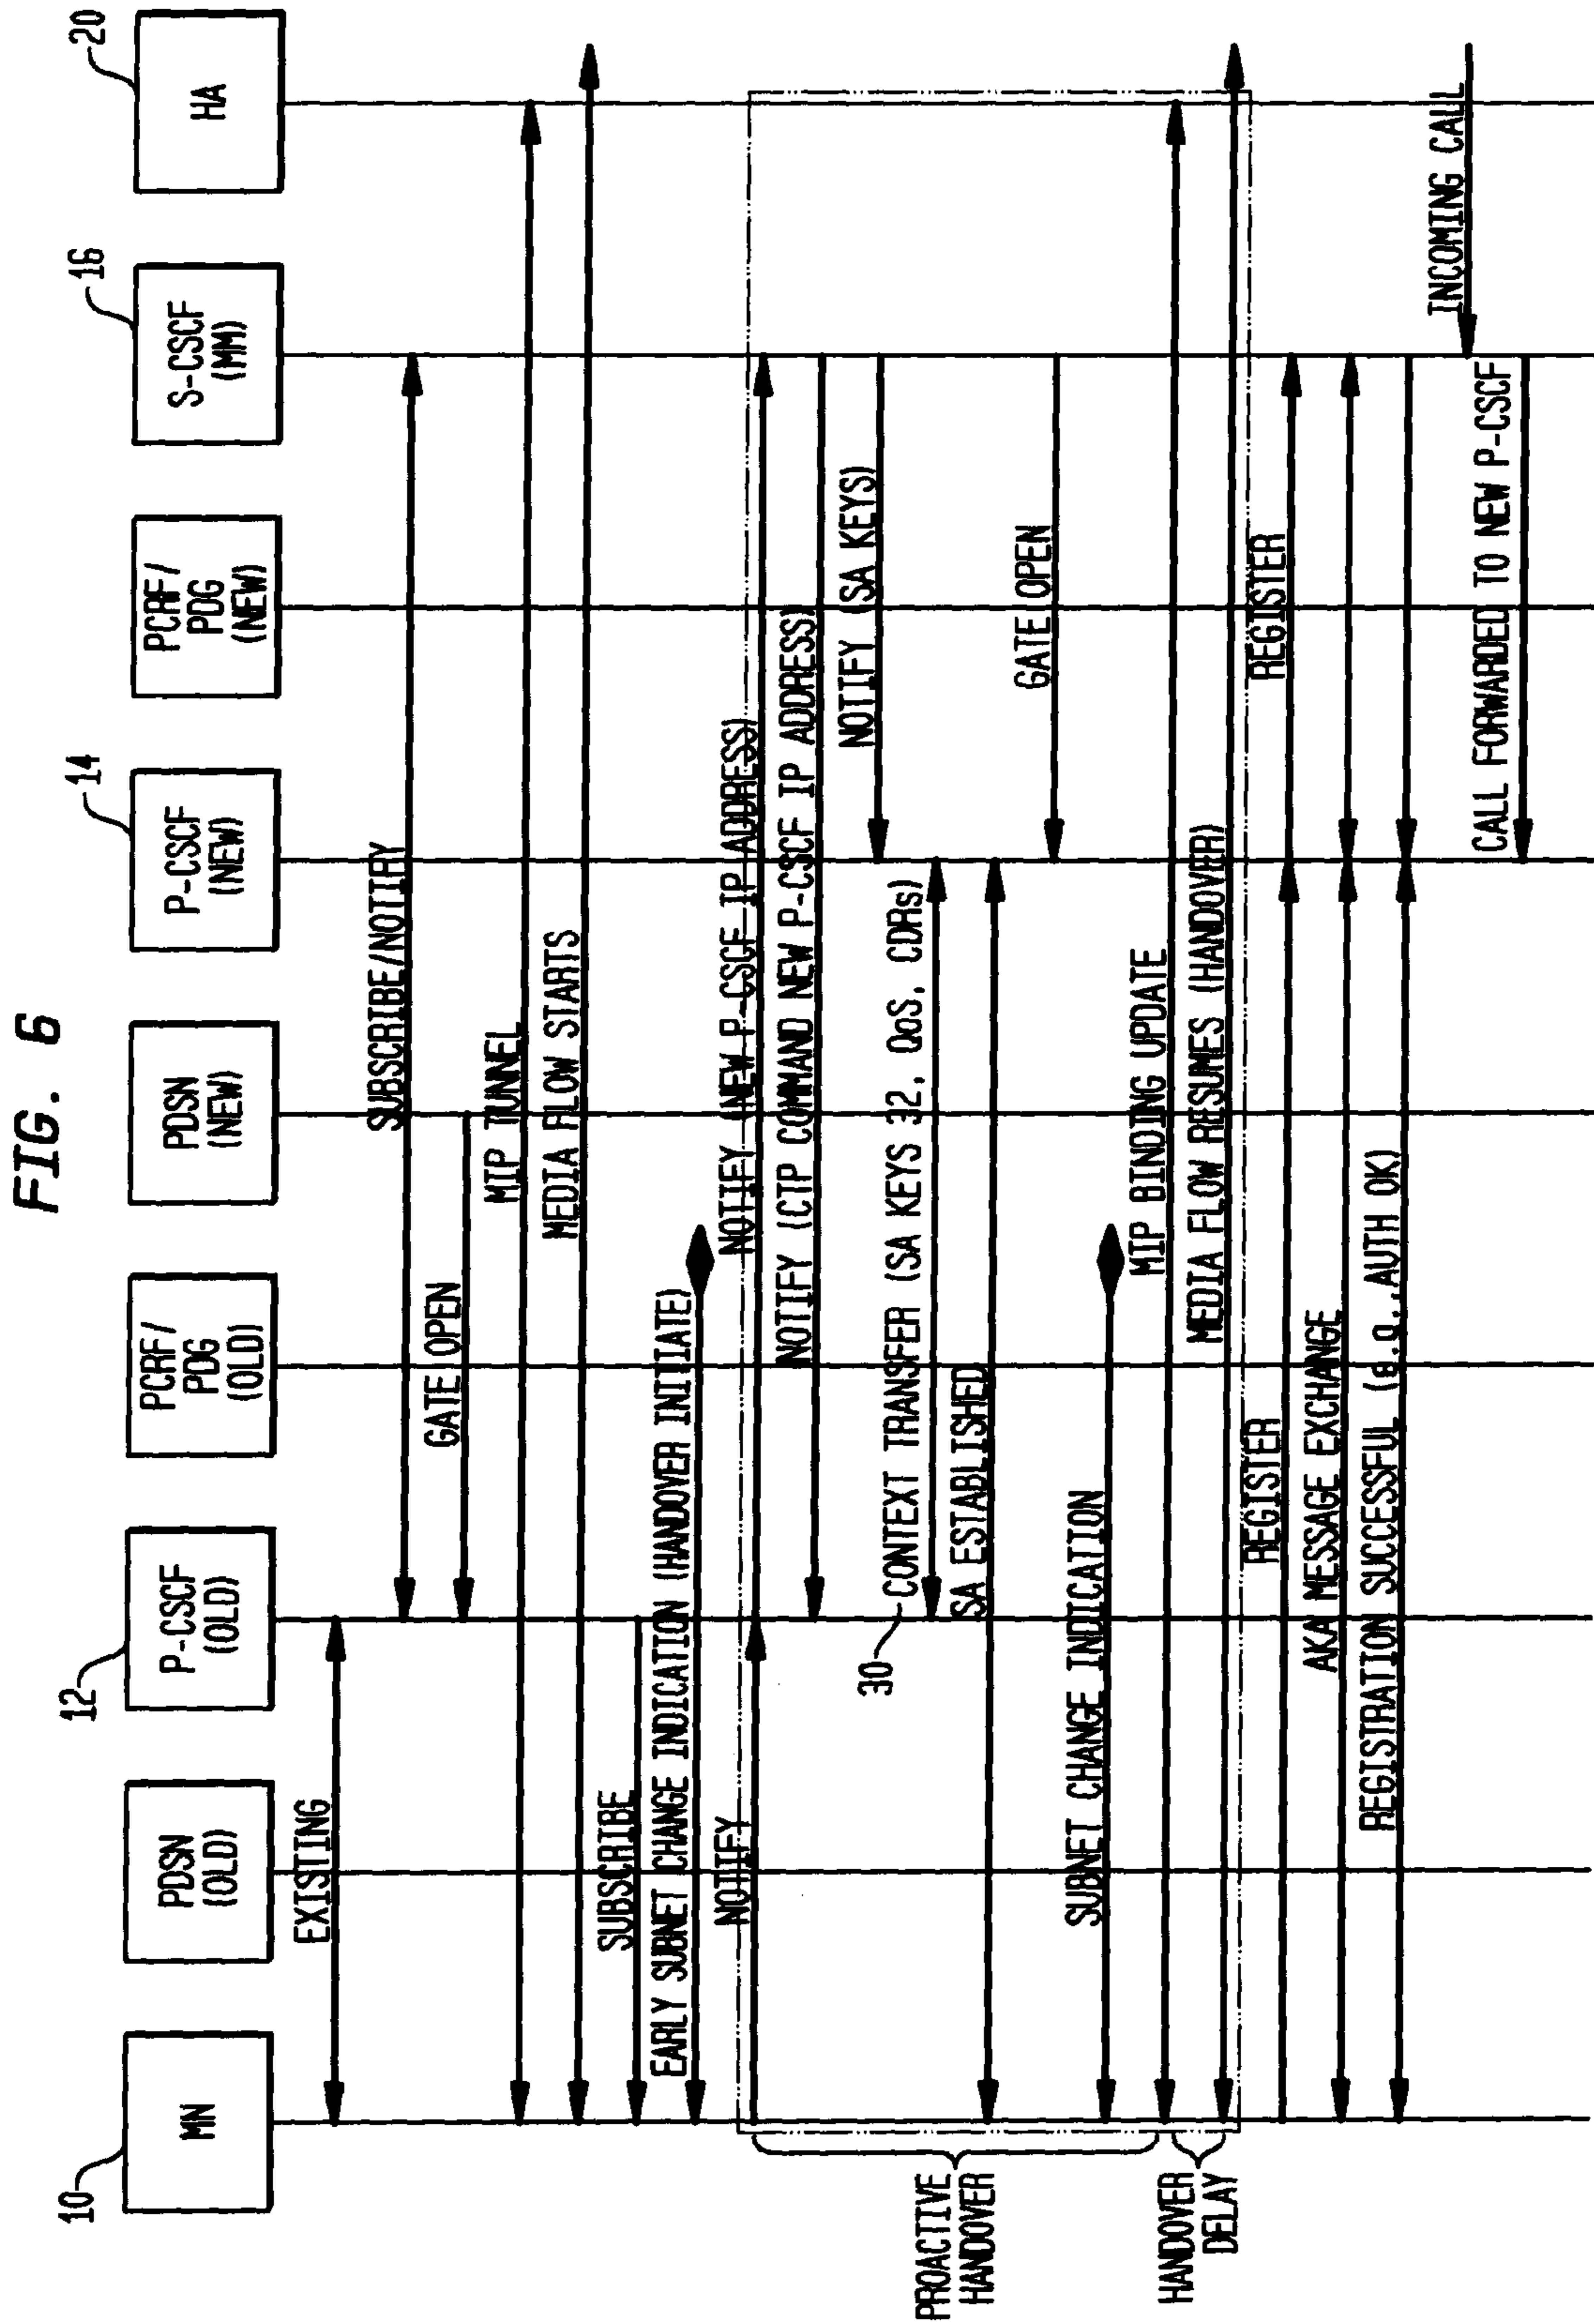 FIG. 6
10
MN
PDSN
(OLD)
12
P-CSCF
(OLD)
PCRF/
PDG
(OLD)
PDSN
(NEW)
14
P-CSCF
(NEW)
PCRF/
PDG
(NEW)
16
S-CSCF
(MM)
20
HA
EXISTING
SUBSCRIBE/NOTIFY
GATE OPEN
MIP TUNNEL
MEDIA FLOW STARTS
SUBSCRIBE
EARLY SUBNET CHANGE INDICATION (HANDOVER INITIATE)
NOTIFY
NOTIFY (NEW P-CSCF IP ADDRESS)
NOTIFY (CTP COMMAND NEW P-CSCF IP ADDRESS)
NOTIFY (SA KEYS)
30
CONTEXT TRANSFER (SA KEYS 32, QoS, CDRs)
SA ESTABLISHED
GATE OPEN
SUBNET CHANGE INDICATION
MIP BINDING UPDATE
MEDIA FLOW RESUMES (HANDOVER)
PROACTIVE
HANDOVER
HANDOVER
DELAY
REGISTER
REGISTER
AKA MESSAGE EXCHANGE
REGISTRATION SUCCESSFUL (e.g.,AUTH OK)
INCOMING CALL
CALL FORWARDED TO NEW P-CSCF